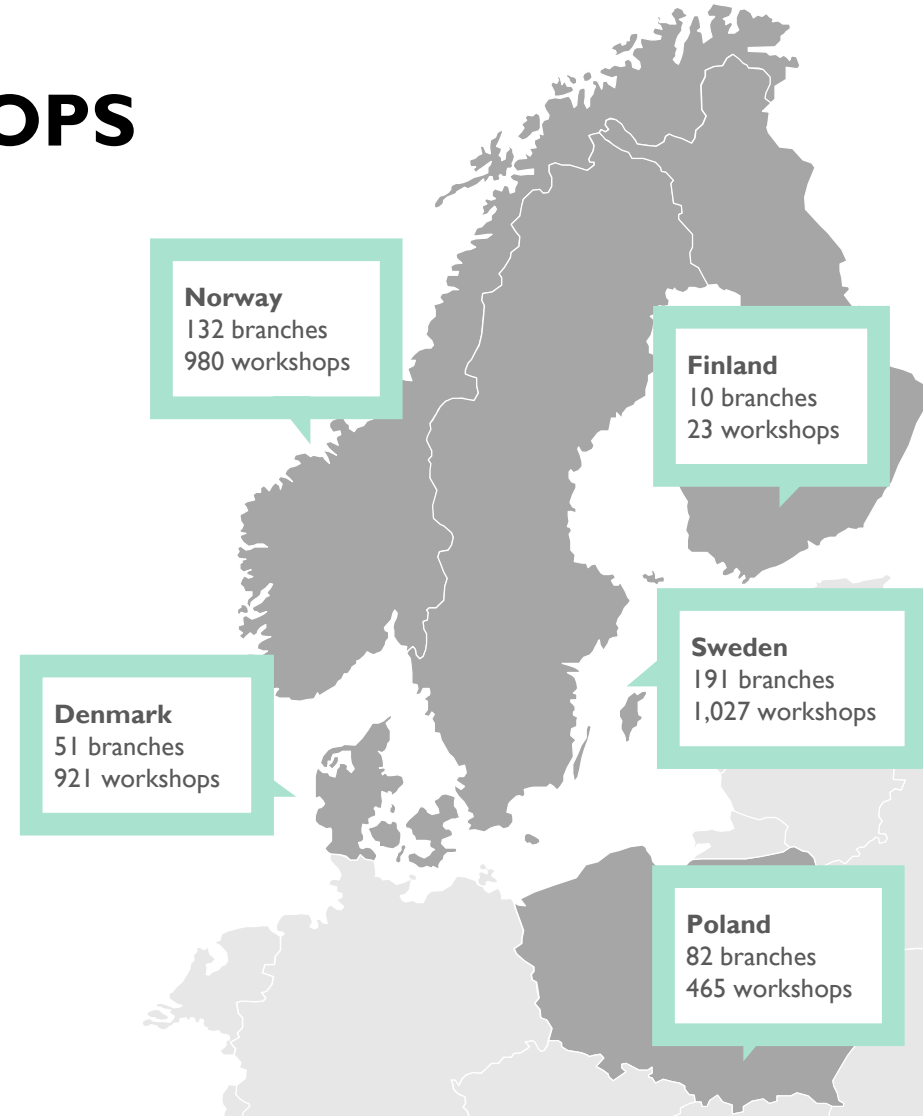 OPS
Norway
132 branches
980 workshops
Finland
10 branches
23 workshops
Sweden
191 branches
1,027 workshops
Denmark
51 branches
921 workshops
Poland
82 branches
465 workshops